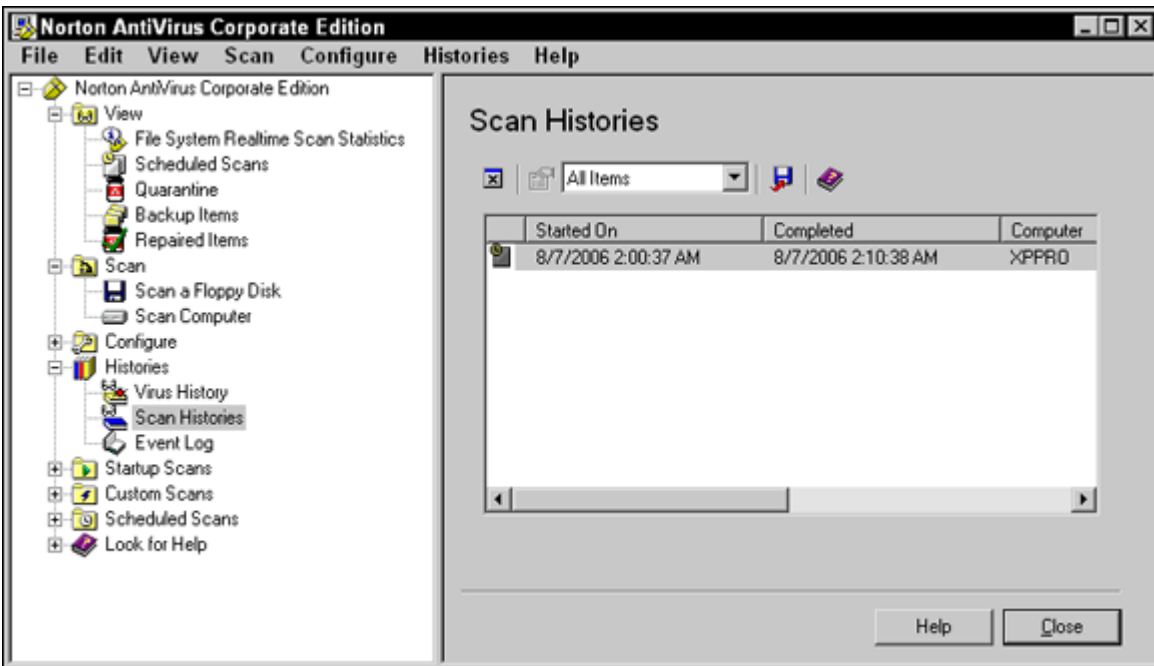 Norton AntiVirus Corporate Edition
File Edit View Scan Configure Histories Help
Norton AntiVirus Corporate Edition
View
File System Realtime Scan Statistics
Scheduled Scans
Quarantine
Backup Items
Repaired Items
Scan
Scan a Floppy Disk
Scan Computer
Configure
Histories
Virus History
Scan Histories
Event Log
Startup Scans
Custom Scans
Scheduled Scans
Look for Help
Scan Histories
All Items
Started On Completed Computer
8/7/2006 2:00:37 AM 8/7/2006 2:10:38 AM XPPRO
Help Close